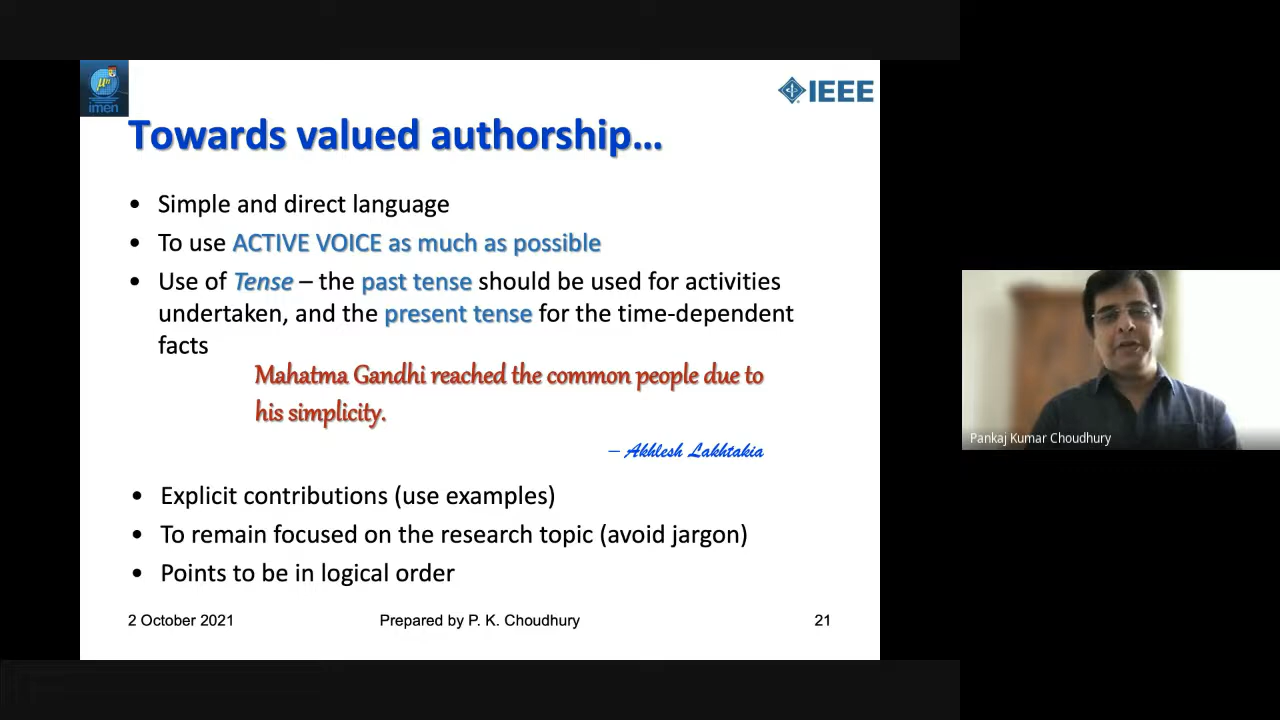 μη
imen
IEEE
Towards valued authorship...
• Simple and direct language
• To use ACTIVE VOICE as much as possible
• Use of Tense – the past tense should be used for activities
undertaken, and the present tense for the time-dependent
facts
Mahatma Gandhi reached the common people due to
his simplicity.
– Akhlesh Lakhtakia
• Explicit contributions (use examples)
• To remain focused on the research topic (avoid jargon)
• Points to be in logical order
2 October 2021
Prepared by P. K. Choudhury
21
Pankaj Kumar Choudhury